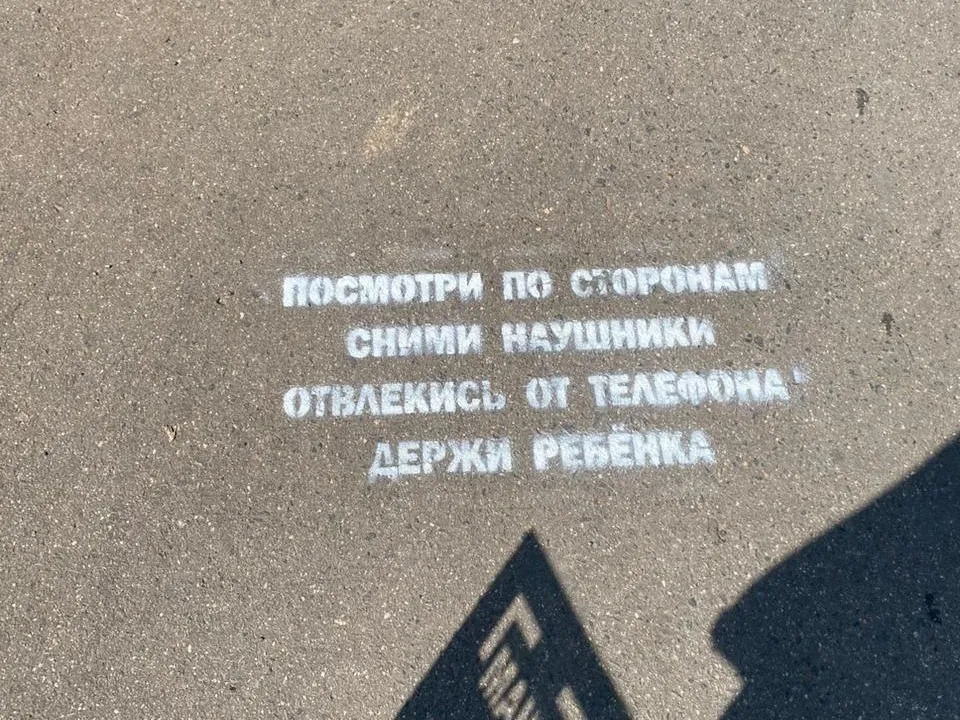 ПОСМОТРИ ПО СТОРОНАМ
СНИМИ НАУШНИКИ
ОТВЛЕКИСЬ ОТ ТЕЛЕФОНА
ДЕРЖИ РЕБЁНКА